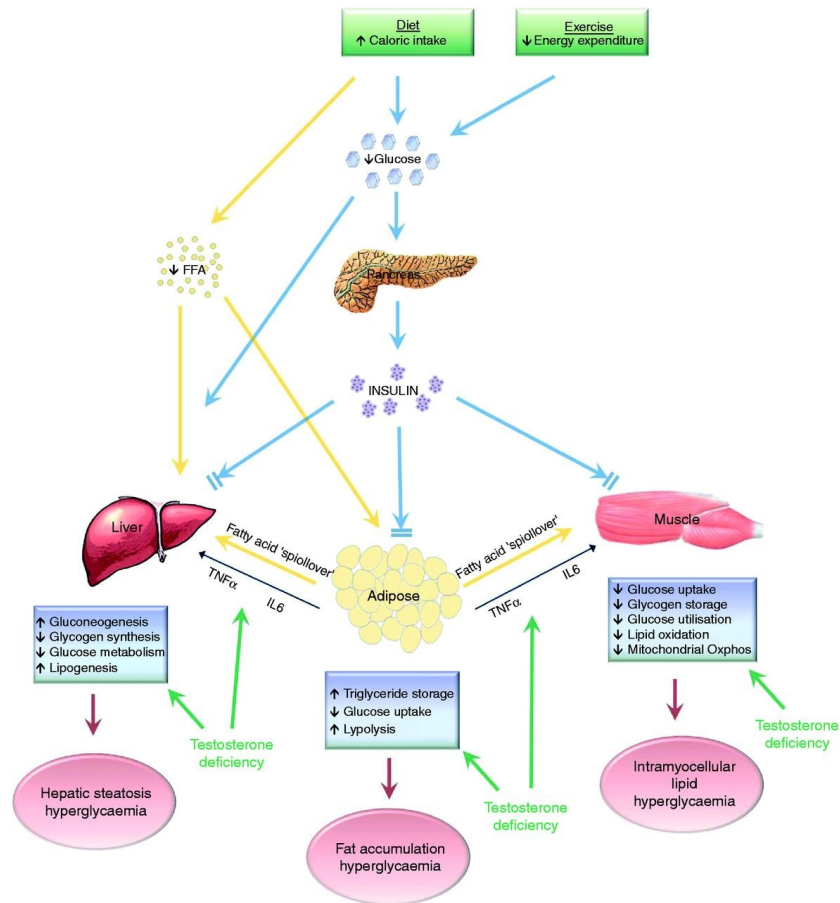 Diet
↑ Caloric intake
Exercise
↓ Energy expenditure
↓Glucose
↓ FFA
Pancreas
INSULIN
Liver
Muscle
Fatty acid 'spiollover'
TNFα IL6
Adipose
Fatty acid 'spiollover'
TNFα IL6
↑ Gluconeogenesis
↓ Glycogen synthesis
↓ Glucose metabolism
↑ Lipogenesis
↓ Glucose uptake
↓ Glycogen storage
↓ Glucose utilisation
↓ Lipid oxidation
↓ Mitochondrial Oxphos
↑ Triglyceride storage
↓ Glucose uptake
↑ Lypolysis
Testosterone
deficiency
Testosterone
deficiency
Testosterone
deficiency
Hepatic steatosis
hyperglycaemia
Fat accumulation
hyperglycaemia
Intramyocellular
lipid
hyperglycaemia